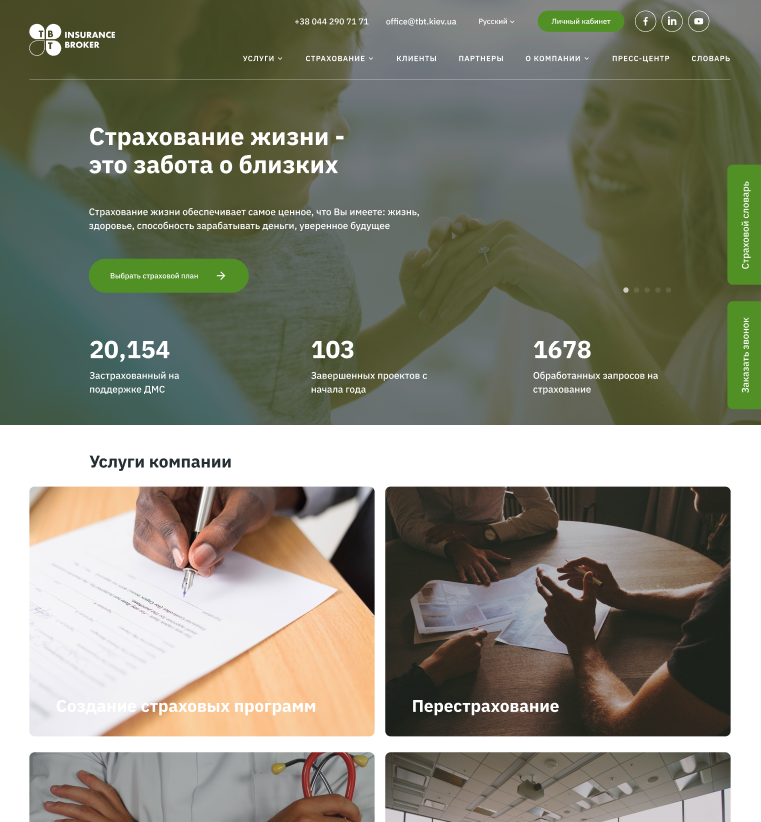 +38 044 290 71 71
office@tbt.kiev.ua
Русский
Личный кабинет
T B
T
INSURANCE
BROKER
УСЛУГИ
СТРАХОВАНИЕ
КЛИЕНТЫ
ПАРТНЕРЫ
О КОМПАНИИ
ПРЕСС-ЦЕНТР
СЛОВАРЬ
Страхование жизни -
это забота о близких
Страхование жизни обеспечивает самое ценное, что Вы имеете: жизнь,
здоровье, способность зарабатывать деньги, уверенное будущее
Выбрать страховой план
Страховой словарь
Заказать звонок
20,154
Застрахованный на
поддержке ДМС
103
Завершенных проектов с
начала года
1678
Обработанных запросов на
страхование
Услуги компании
Создание страховых программ
Перестрахование